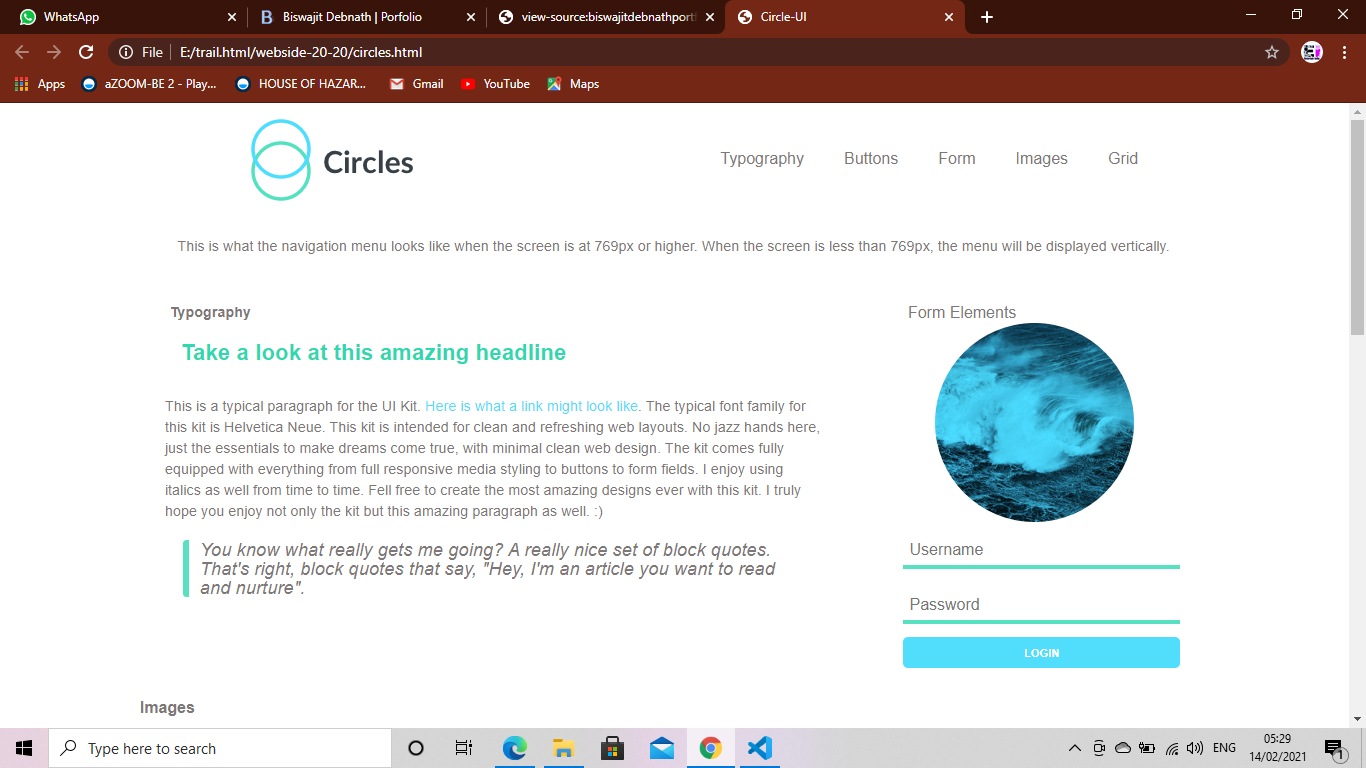 WhatsApp
Biswajit Debnath | Porfolio
view-source:biswajitdebnathportf
Circle-UI
File
E:/trail.html/webside-20-20/circles.html
Apps
aZOOM-BE 2 - Play...
HOUSE OF HAZAR...
Gmail
YouTube
Maps
Circles
Typography
Buttons
Form
Images
Grid
This is what the navigation menu looks like when the screen is at 769px or higher. When the screen is less than 769px, the menu will be displayed vertically.
Typography
Take a look at this amazing headline
This is a typical paragraph for the UI Kit. Here is what a link might look like. The typical font family for
this kit is Helvetica Neue. This kit is intended for clean and refreshing web layouts. No jazz hands here,
just the essentials to make dreams come true, with minimal clean web design. The kit comes fully
equipped with everything from full responsive media styling to buttons to form fields. I enjoy using
italics as well from time to time. Fell free to create the most amazing designs ever with this kit. I truly
hope you enjoy not only the kit but this amazing paragraph as well. :)
You know what really gets me going? A really nice set of block quotes.
That's right, block quotes that say, "Hey, I'm an article you want to read
and nurture".
Form Elements
Username
Password
LOGIN
Images
Type here to search
ENG
05:29
14/02/2021
1